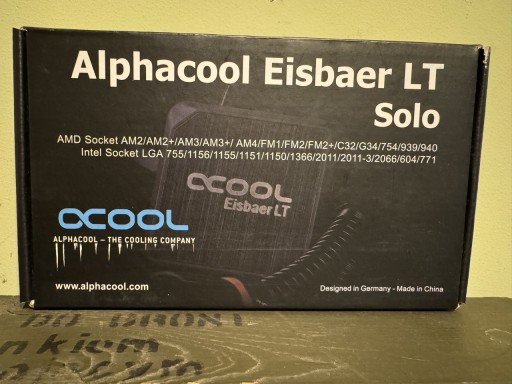 Alphacool Eisbaer LT
Solo
AMD Socket AM2/AM2+/AM3/AM3+/ AM4/FM1/FM2/FM2+/C32/G34/754/939/940
Intel Socket LGA 755/1156/1155/1151/1150/1366/2011/2011-3/2066/604/771
COOL
Eisbaer LT
COOL
ALPHACOOL – THE COOLING COMPANY
www.alphacool.com
Designed in Germany - Made in China